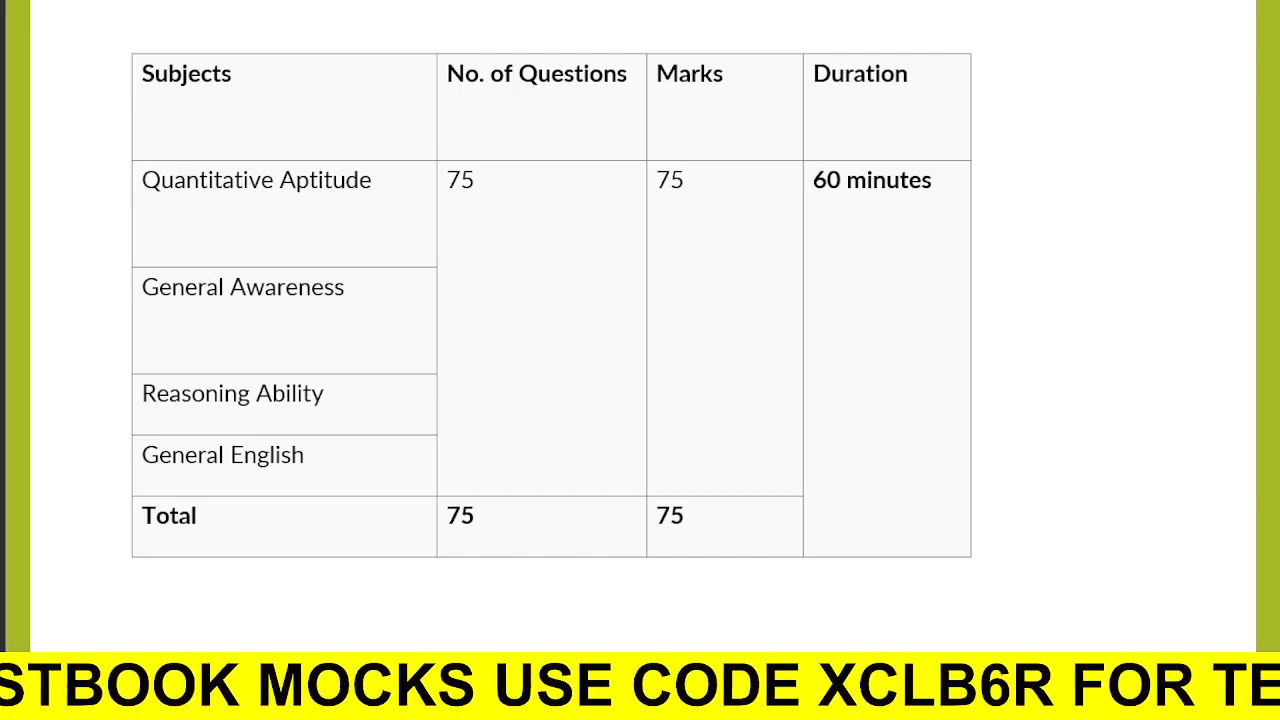 Subjects No. of Questions Marks Duration
Quantitative Aptitude 75 75 60 minutes
General Awareness
Reasoning Ability
General English
Total 75 75
STBOOK MOCKS USE CODE XCLB6R FOR TE